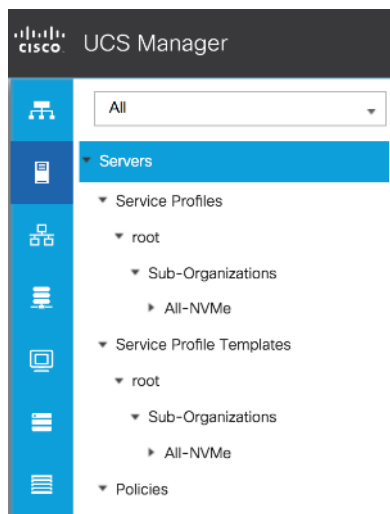 CISCO UCS Manager
All
Servers
Service Profiles
root
Sub-Organizations
All-NVMe
Service Profile Templates
root
Sub-Organizations
All-NVMe
Policies